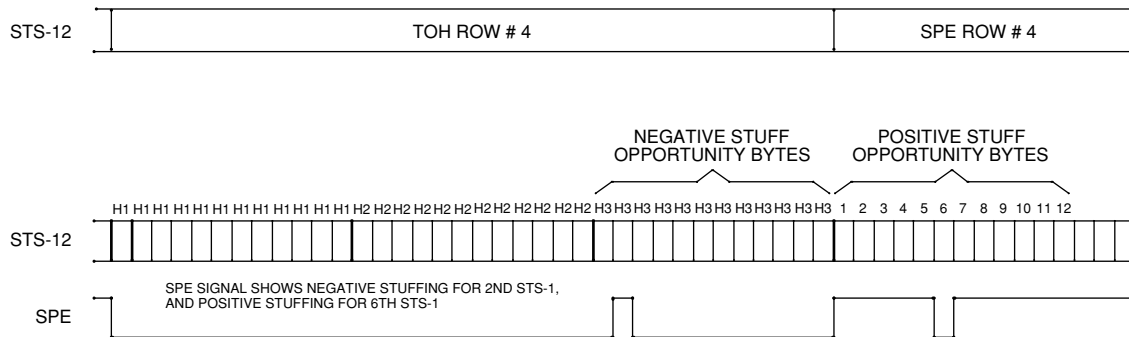 STS-12 TOH ROW # 4 SPE ROW # 4
NEGATIVE STUFF POSITIVE STUFF
OPPORTUNITY BYTES OPPORTUNITY BYTES
H1 H1 H1 H1 H1 H1 H1 H1 H1 H1 H1 H1 H2 H2 H2 H2 H2 H2 H2 H2 H2 H2 H2 H2 H3 H3 H3 H3 H3 H3 H3 H3 H3 H3 H3 H3 1 2 3 4 5 6 7 8 9 10 11 12
STS-12
SPE SIGNAL SHOWS NEGATIVE STUFFING FOR 2ND STS-1,
AND POSITIVE STUFFING FOR 6TH STS-1
SPE